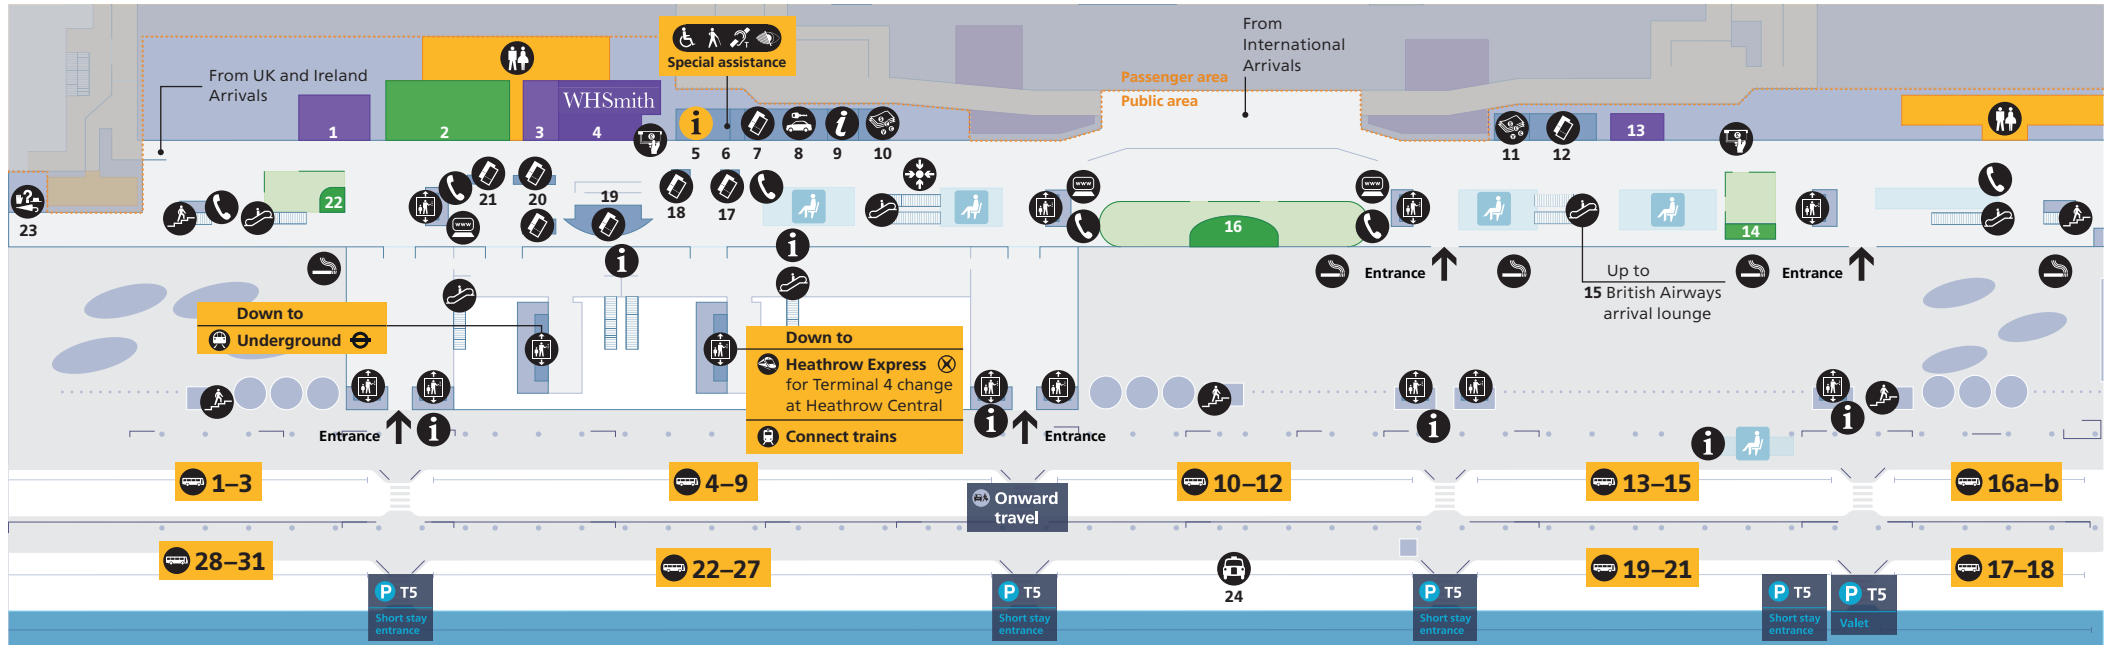 From UK and Ireland
Arrivals
1
2
3
WHSmith
4
Special assistance
5
6
7
8
9
10
Passenger area
Public area
From
International
Arrivals
11
12
13
23
22
21
20
19
18
17
16
14
www
www
www
Entrance
Entrance
Up to
15 British Airways
arrival lounge
Down to
Underground
Down to
Heathrow Express
for Terminal 4 change
at Heathrow Central
Connect trains
Entrance
Entrance
1–3
4–9
10–12
13–15
16a–b
Onward
travel
28–31
22–27
24
19–21
17–18
P T5
Short stay
entrance
P T5
Short stay
entrance
P T5
Short stay
entrance
P T5
Short stay
entrance
P T5
Valet